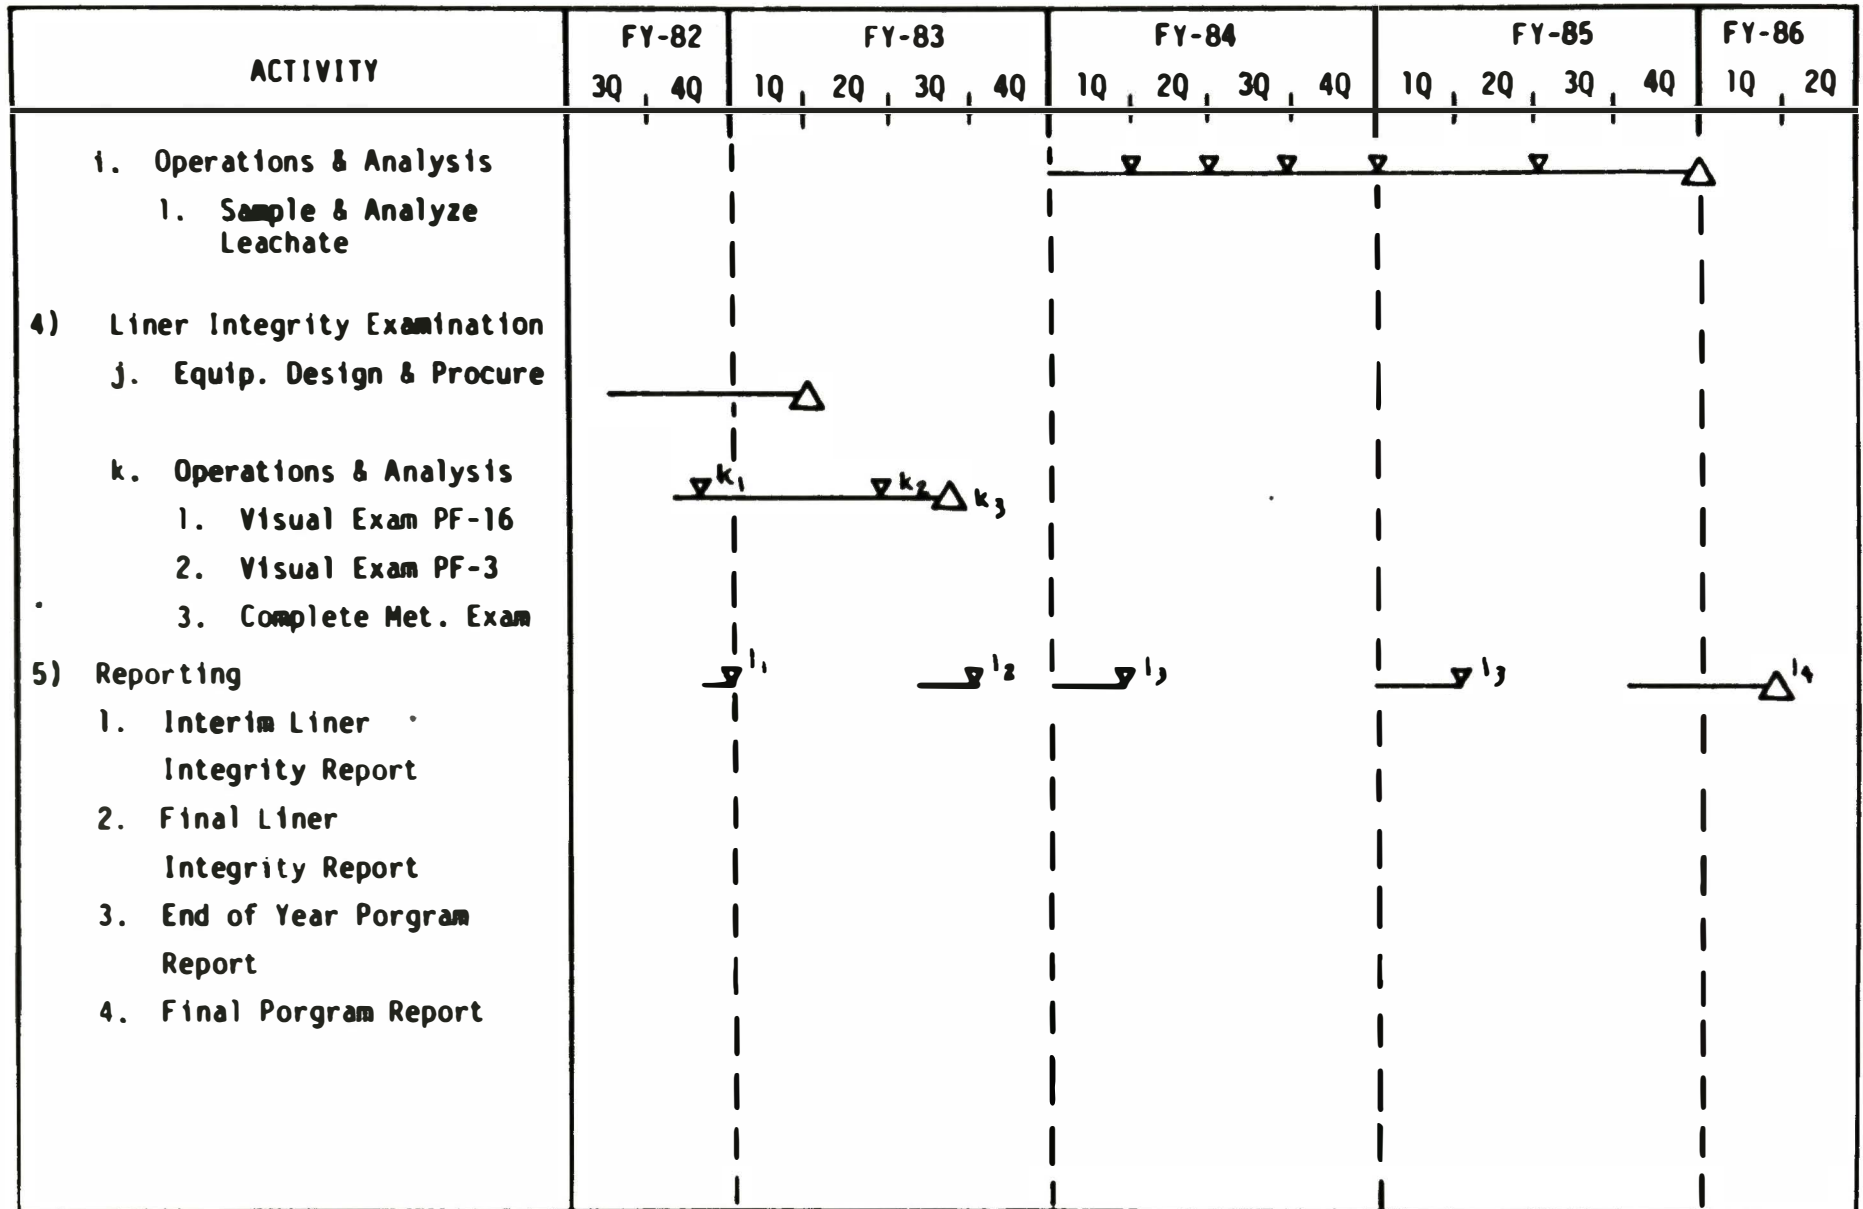 FY-82 FY-83 FY-84 FY-85 FY-86
ACTIVITY
3Q 4Q 1Q 2Q 3Q 4Q 1Q 2Q 3Q 4Q 1Q 2Q 3Q 4Q 1Q 2Q
i. Operations & Analysis
1. Sample & Analyze
Leachate
4) Liner Integrity Examination
j. Equip. Design & Procure
k. Operations & Analysis
k₁ k₂ k₃
1. Visual Exam PF-16
2. Visual Exam PF-3
3. Complete Met. Exam
5) Reporting
l₁ l₂ l₃ l₃ l₄
1. Interim Liner
Integrity Report
2. Final Liner
Integrity Report
3. End of Year Porgram
Report
4. Final Porgram Report